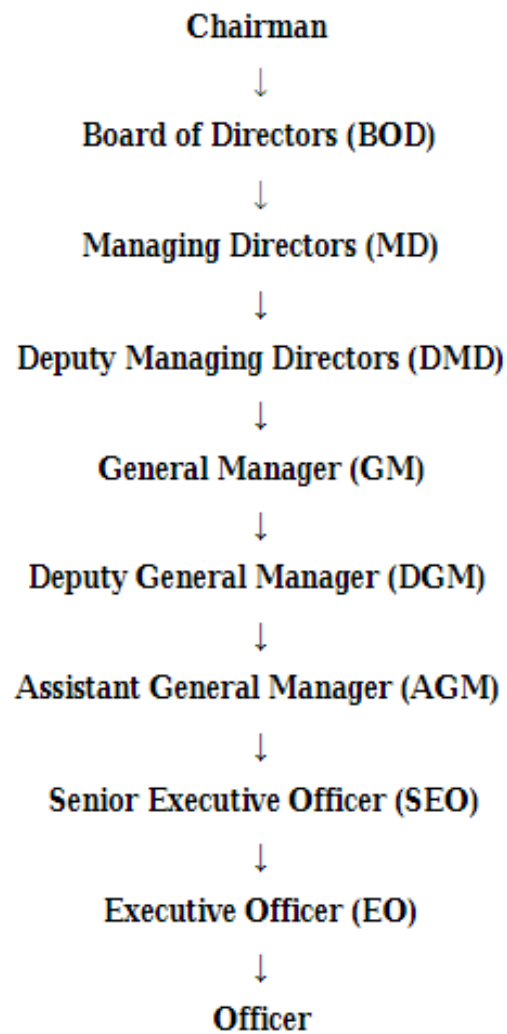 Chairman
↓
Board of Directors (BOD)
↓
Managing Directors (MD)
↓
Deputy Managing Directors (DMD)
↓
General Manager (GM)
↓
Deputy General Manager (DGM)
↓
Assistant General Manager (AGM)
↓
Senior Executive Officer (SEO)
↓
Executive Officer (EO)
↓
Officer